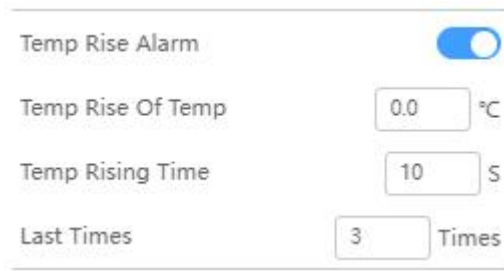 Temp Rise Alarm
Temp Rise Of Temp 0.0 ℃
Temp Rising Time 10 S
Last Times 3 Times